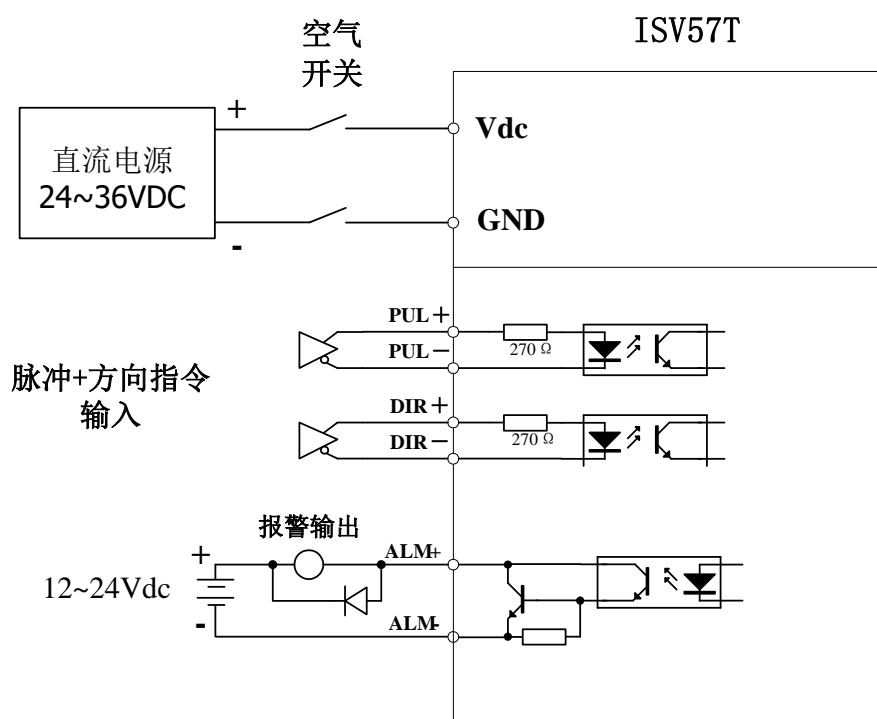 空气
开关
ISV57T
+
直流电源
24~36VDC
-
Vdc
GND
PUL+
PUL-
270 Ω
脉冲+方向指令
输入
DIR+
DIR-
270 Ω
报警输出
+
12~24Vdc
-
ALM+
ALM-